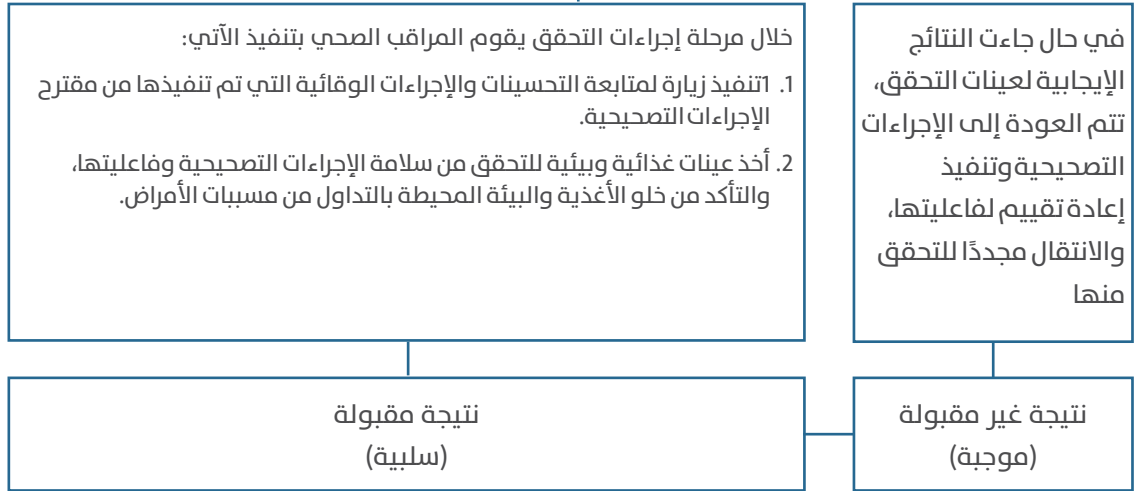 خلال مرحلة إجراءات التحقق يقوم المراقب الصحي بتنفيذ الآتي:
1. 1تنفيذ زيارة لمتابعة التحسينات والإجراءات الوقائية التي تم تنفيذها من مقترح
الإجراءات التصحيحية.
2. أخذ عينات غذائية وبيئية للتحقق من سلامة الإجراءات التصحيحية وفاعليتها،
والتأكد من خلو الأغذية والبيئة المحيطة بالتداول من مسببات الأمراض.
في حال جاءت النتائج
الإيجابية لعينات التحقق،
تتم العودة إلى الإجراءات
التصحيحية وتنفيذ
إعادة تقييم لفاعليتها،
والانتقال مجددًا للتحقق
منها
نتيجة غير مقبولة
(موجبة)
نتيجة مقبولة
(سلبية)